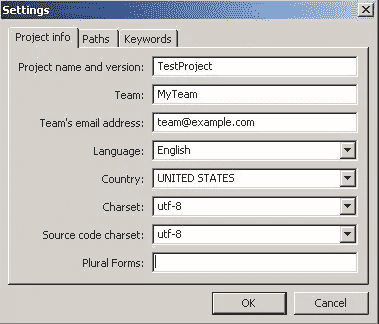 Settings
Project info Paths Keywords
Project name and version: TestProject
Team: MyTeam
Team's email address: team@example.com
Language: English
Country: UNITED STATES
Charset: utf-8
Source code charset: utf-8
Plural Forms:
OK Cancel